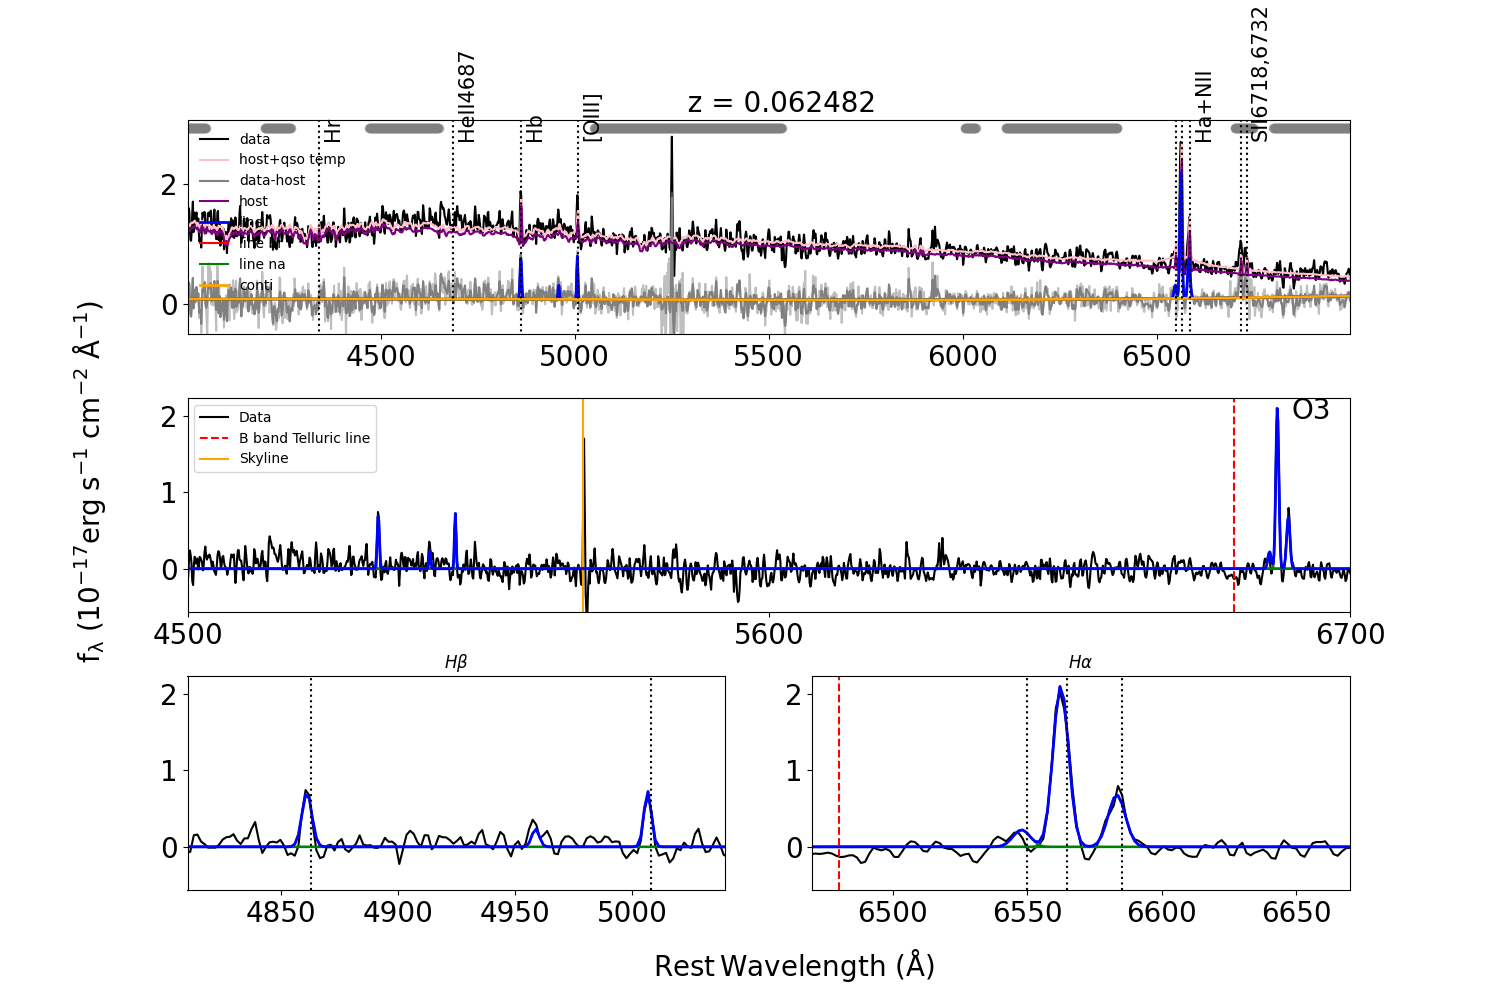 z = 0.062482
Hr
HeII4687
Hb
[OIII]
Ha+NII
SII6718,6732
data
host+qso temp
data-host
host
line na
conti
2
0
4500 5000 5500 6000 6500
fλ (10−17erg s−1 cm−2 Å−1)
Data
B band Telluric line
Skyline
O3
2
1
0
4500 5600 6700
Hβ
2
1
0
4850 4900 4950 5000
Hα
2
1
0
6500 6550 6600 6650
Rest Wavelength (Å)